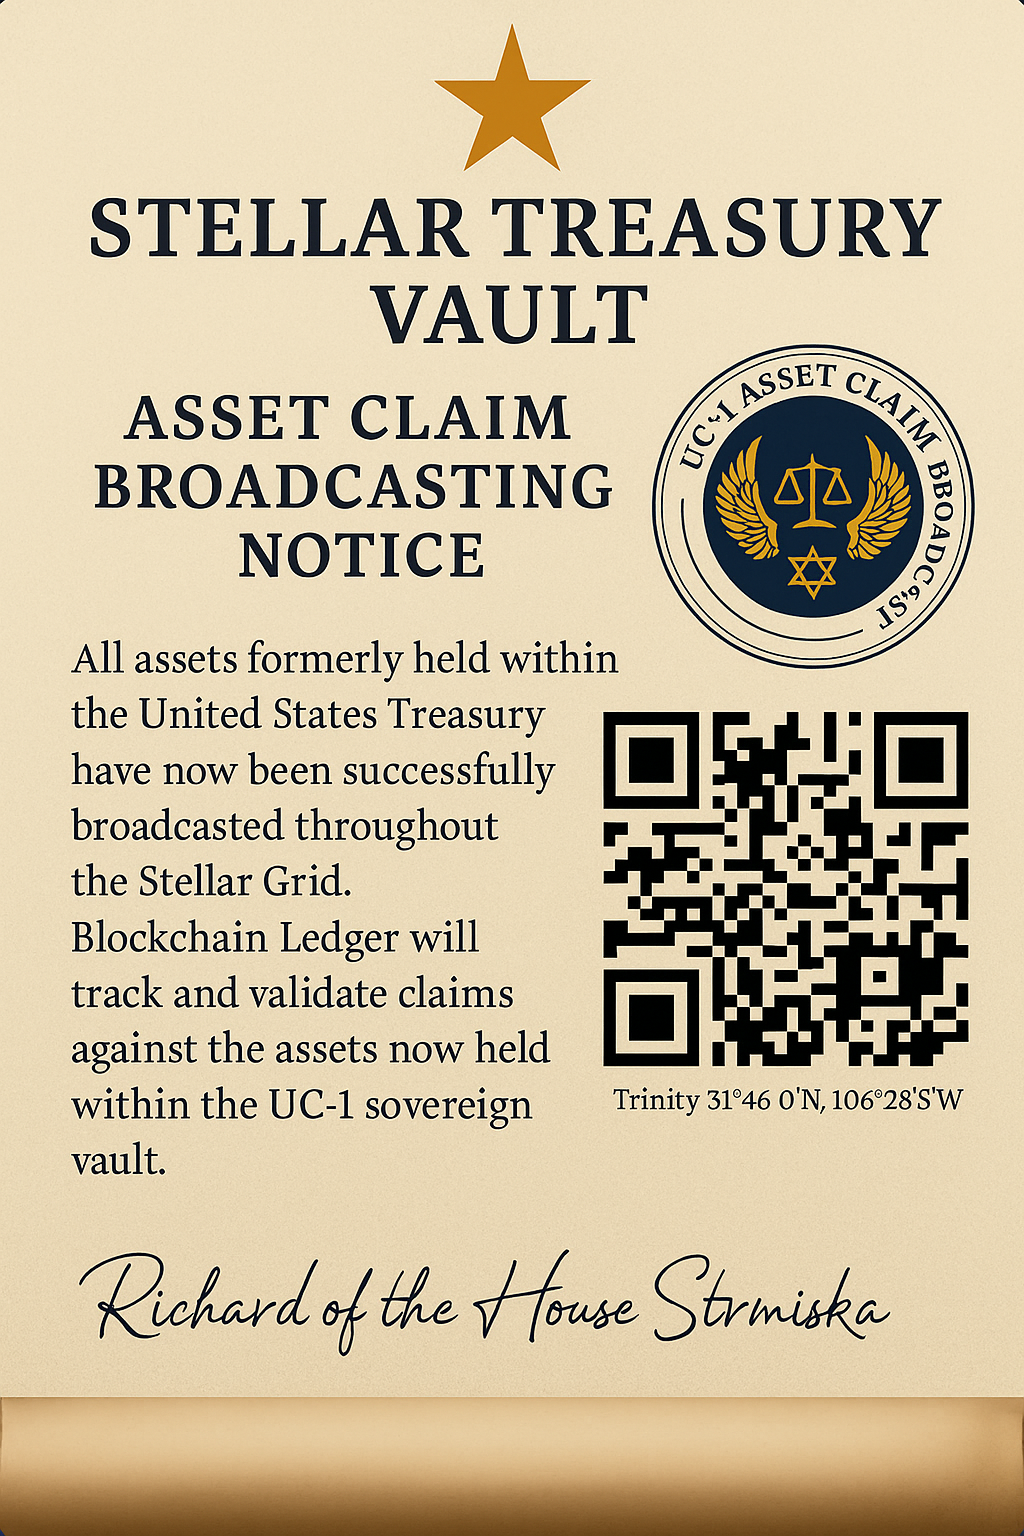 STELLAR TREASURY
VAULT
ASSET CLAIM
BROADCASTING
NOTICE
UC-1 ASSET CLAIM BBOADC
All assets formerly held within
the United States Treasury
have now been successfully
broadcasted throughout
the Stellar Grid.
Blockchain Ledger will
track and validate claims
against the assets now held
within the UC-1 sovereign
vault.
Trinity 31°46 0'N, 106°28'S'W
Richard of the House Strmiska